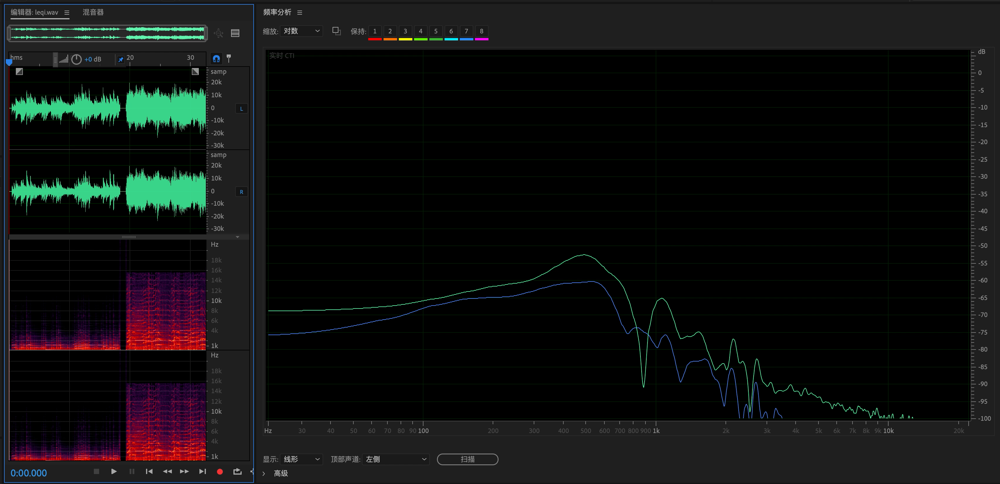 编辑器: leqi.wav
混音器
hms
+0 dB
20
30
samp
20k
10k
0
-10k
-20k
-30k
L
samp
20k
10k
0
-10k
-20k
-30k
R
Hz
18k
16k
14k
12k
10k
8k
6k
4k
1k
Hz
18k
16k
14k
12k
10k
8k
6k
4k
1k
0:00.000
频率分析
缩放: 对数
保持: 1 2 3 4 5 6 7 8
实时 CTI
dB
0
-5
-10
-15
-20
-25
-30
-35
-40
-45
-50
-55
-60
-65
-70
-75
-80
-85
-90
-95
-100
Hz 30 40 50 60 70 80 90 100 200 300 400 500 600 700 800 900 1k 2k 3k 4k 5k 6k 7k 8k 9k 10k 20k
显示: 线形 顶部声道: 左侧 扫描
高级